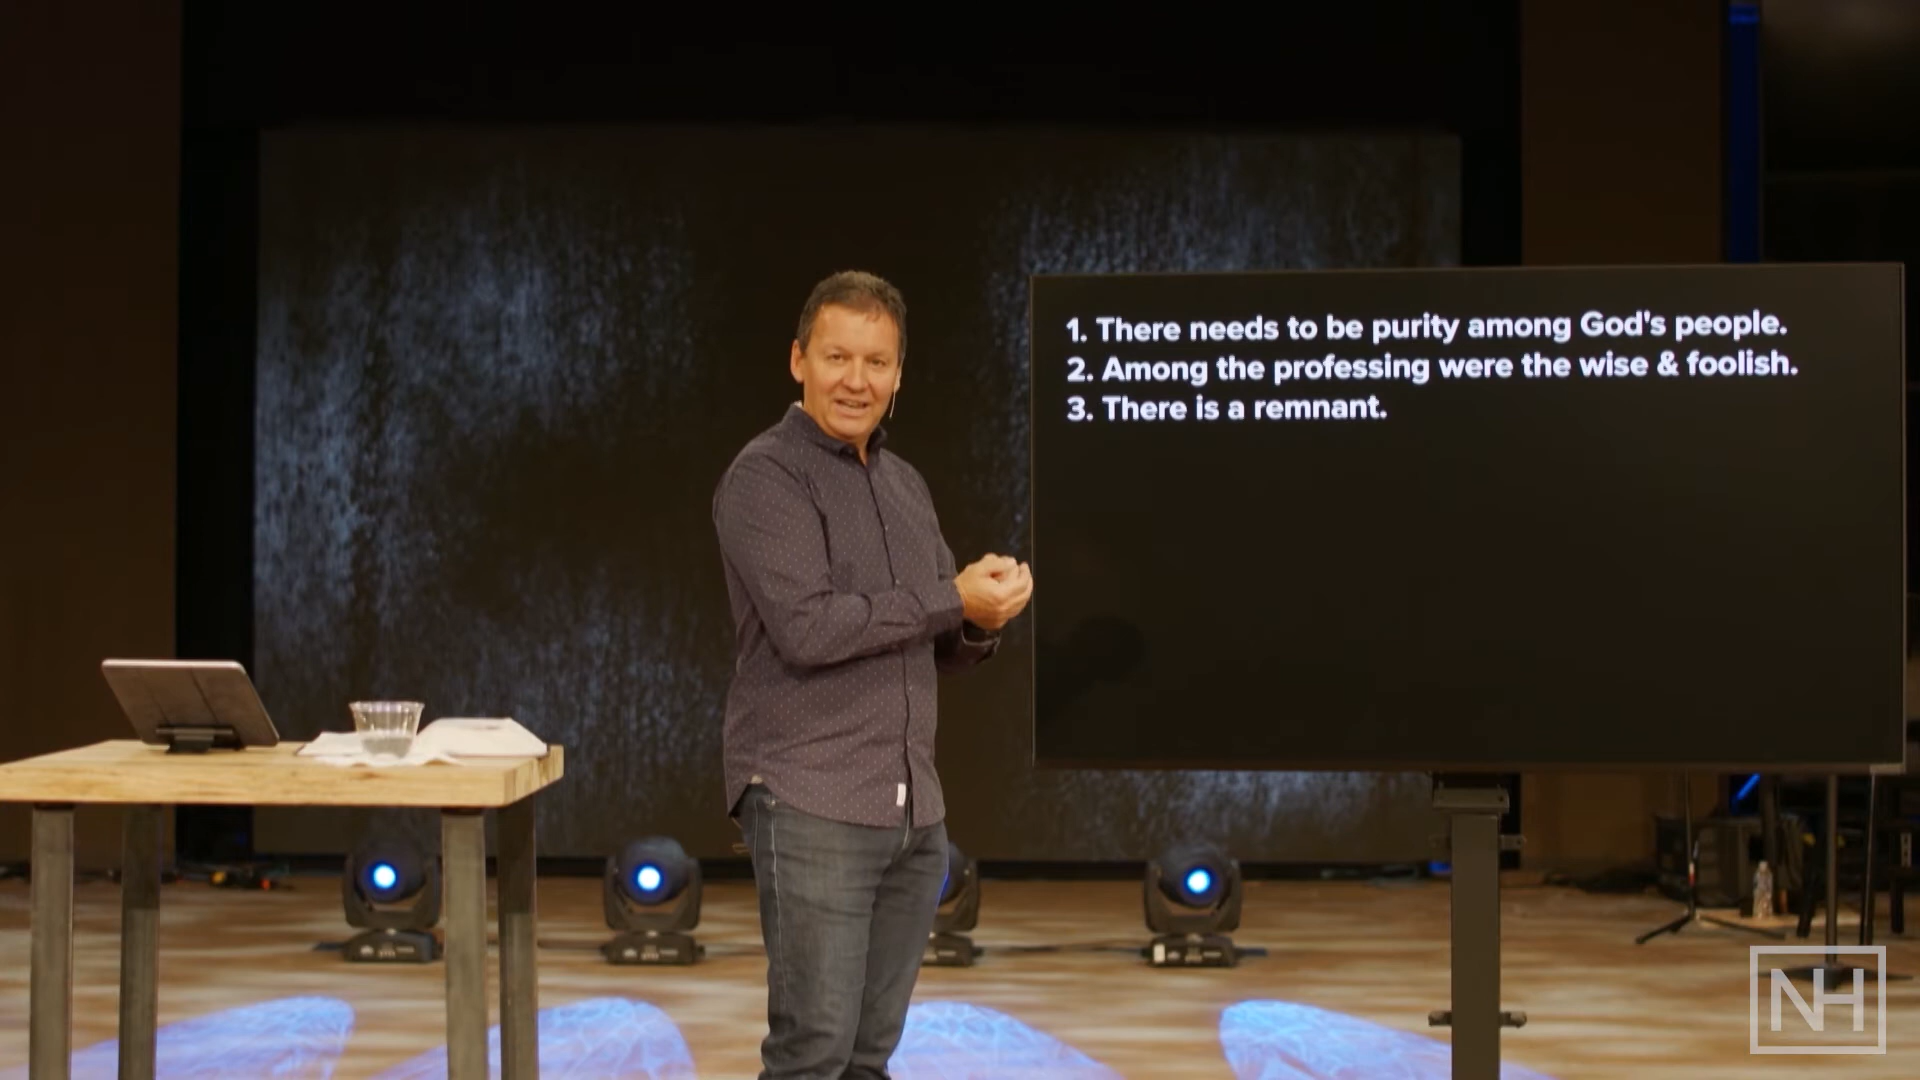 1. There needs to be purity among God's people.
2. Among the professing were the wise & foolish.
3. There is a remnant.
NH